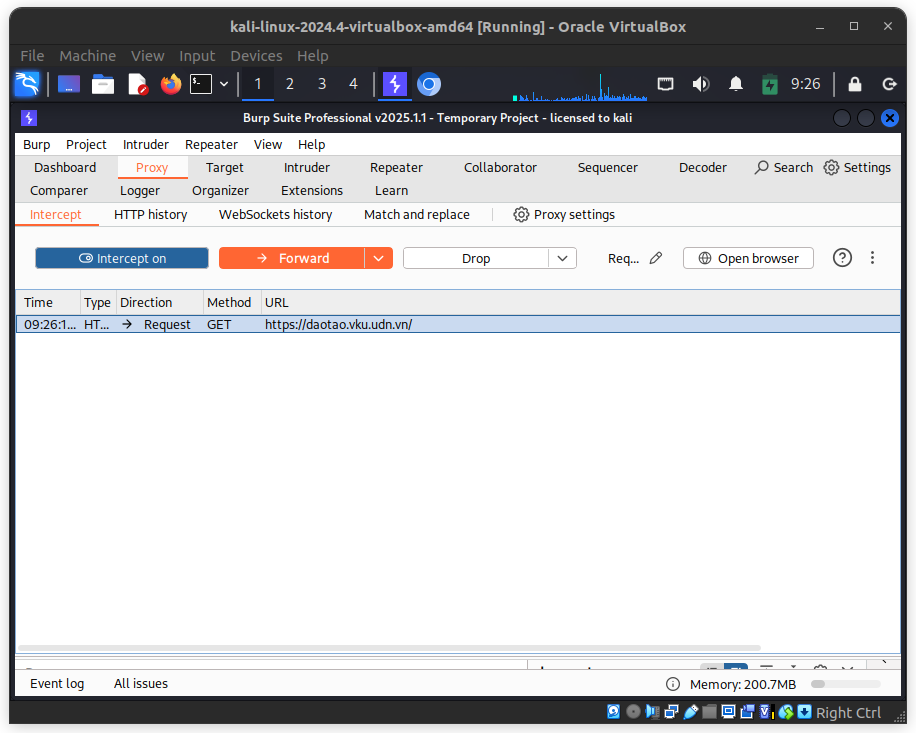 kali-linux-2024.4-virtualbox-amd64 [Running] - Oracle VirtualBox
File Machine View Input Devices Help
1 2 3 4 9:26
Burp Suite Professional v2025.1.1 - Temporary Project - licensed to kali
Burp Project Intruder Repeater View Help
Dashboard Proxy Target Intruder Repeater Collaborator Sequencer Decoder Search Settings
Comparer Logger Organizer Extensions Learn
Intercept HTTP history WebSockets history Match and replace Proxy settings
Intercept on Forward Drop Req... Open browser
Time Type Direction Method URL
09:26:1... HT... → Request GET https://daotao.vku.udn.vn/
Event log All issues Memory: 200.7MB
Right Ctrl